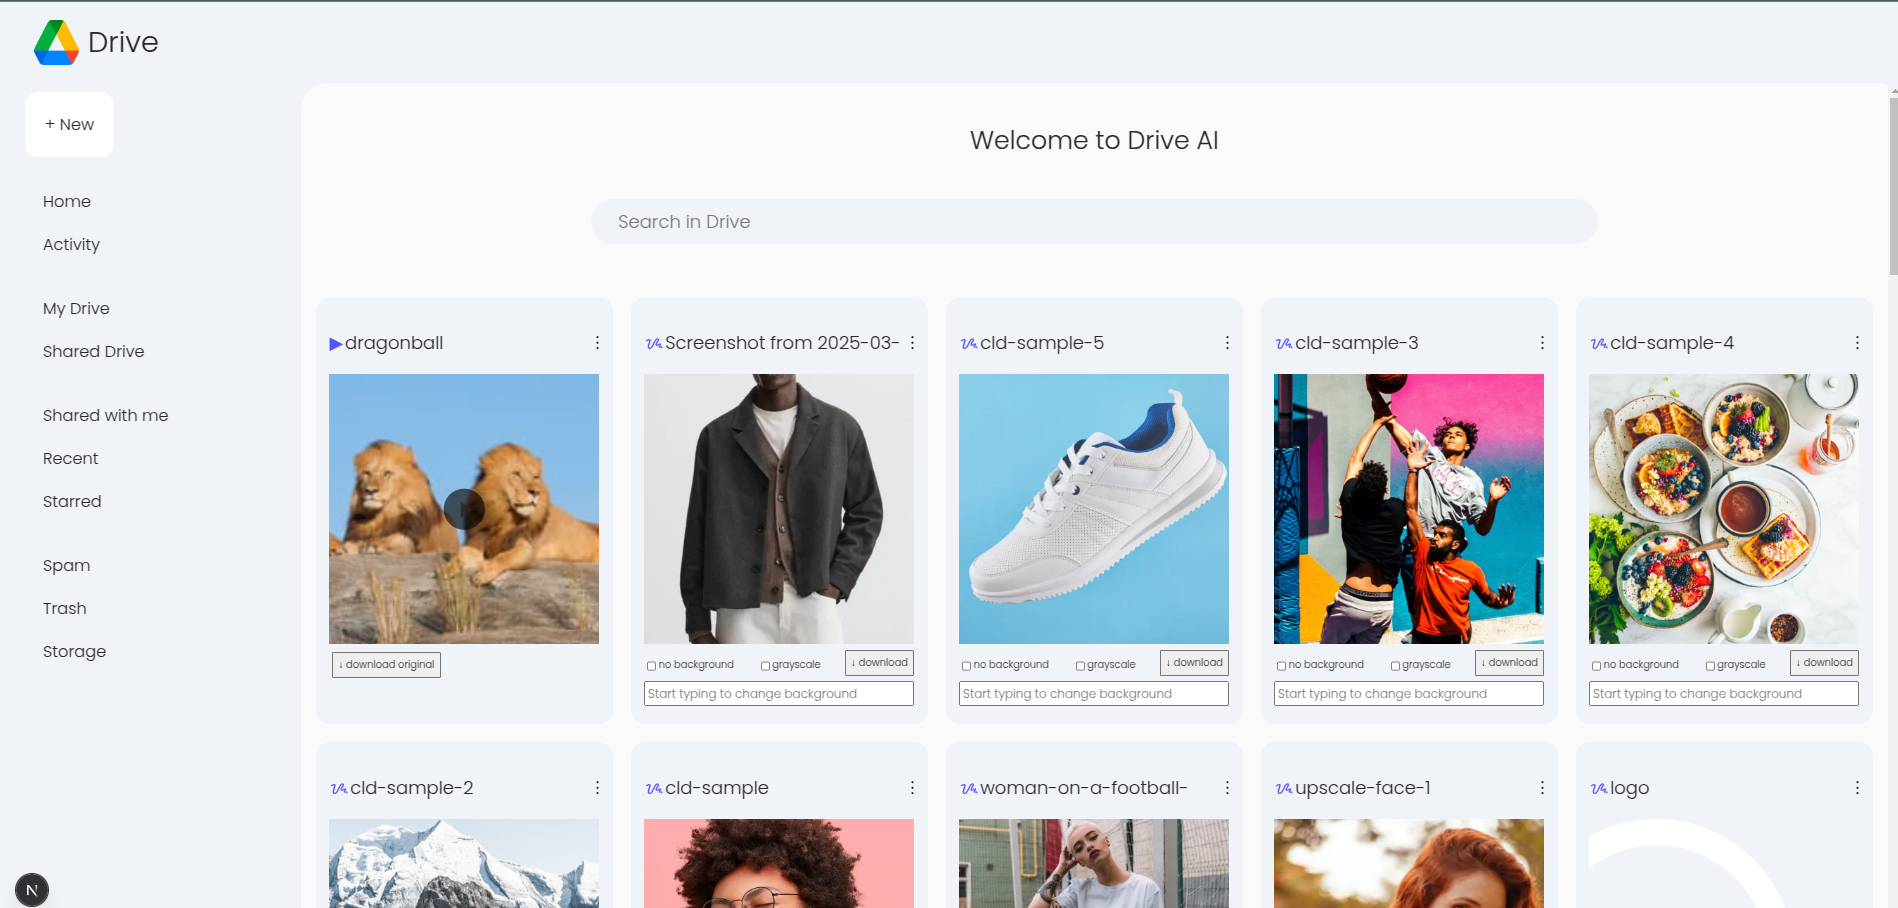 Drive
+ New
Home
Activity
My Drive
Shared Drive
Shared with me
Recent
Starred
Spam
Trash
Storage
N
Welcome to Drive AI
Search in Drive
dragonball
Screenshot from 2025-03-
cld-sample-5
cld-sample-3
cld-sample-4
↓ download original
no background grayscale ↓ download
Start typing to change background
no background grayscale ↓ download
Start typing to change background
no background grayscale ↓ download
Start typing to change background
no background grayscale ↓ download
Start typing to change background
cld-sample-2
cld-sample
woman-on-a-football-
upscale-face-1
logo